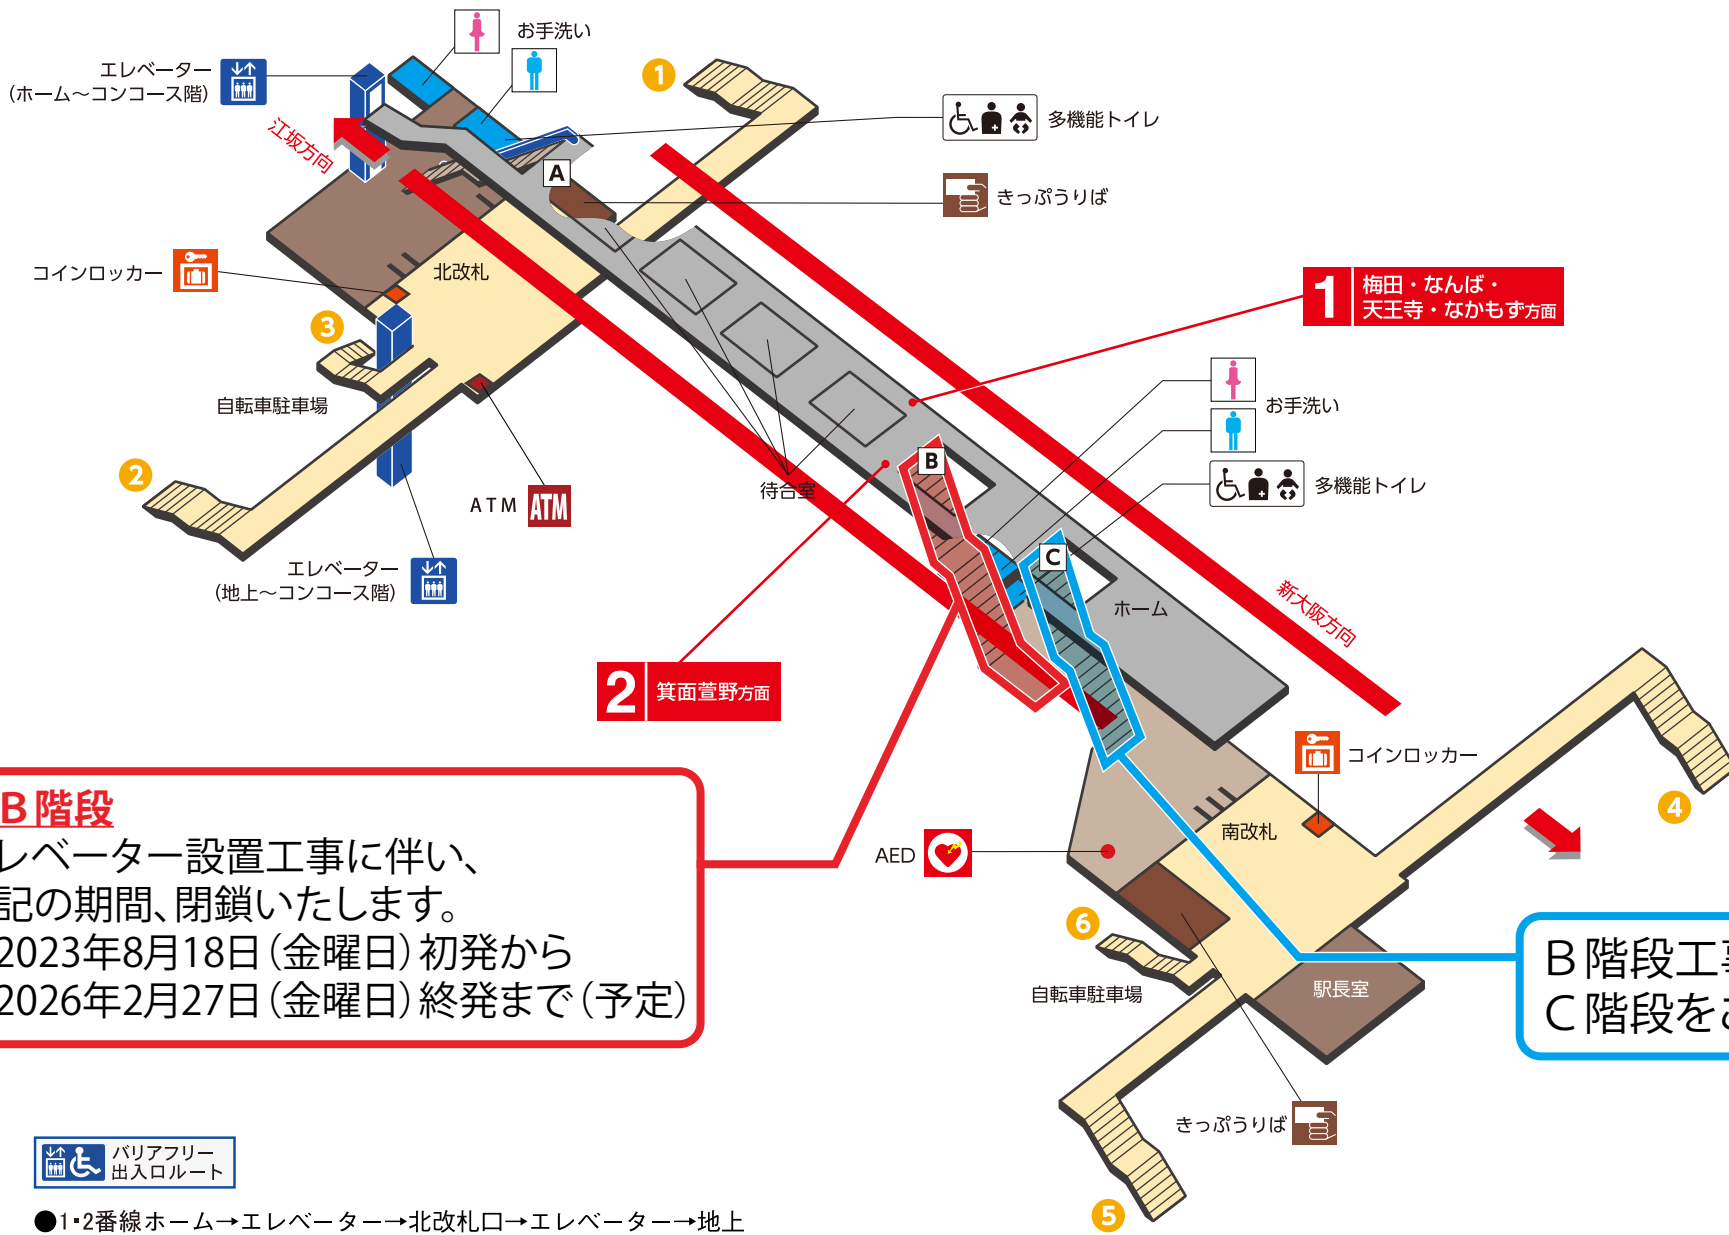 お手洗い
エレベーター
(ホーム～コンコース階)
江坂方向
1
多機能トイレ
A
きっぷうりば
コインロッカー
北改札
3
自転車駐車場
2
ATM
ATM
エレベーター
(地上～コンコース階)
待合室
1
梅田・なんば・
天王寺・なかもず方面
お手洗い
多機能トイレ
B
C
ホーム
新大阪方向
2
箕面萱野方面
コインロッカー
4
南改札
AED
6
自転車駐車場
駅長室
きっぷうりば
5
B階段
レベーター設置工事に伴い、
記の期間、閉鎖いたします。
2023年8月18日(金曜日)初発から
2026年2月27日(金曜日)終発まで(予定)
B階段工
C階段を
バリアフリー
出入口ルート
●1・2番線ホーム→エレベーター→北改札口→エレベーター→地上